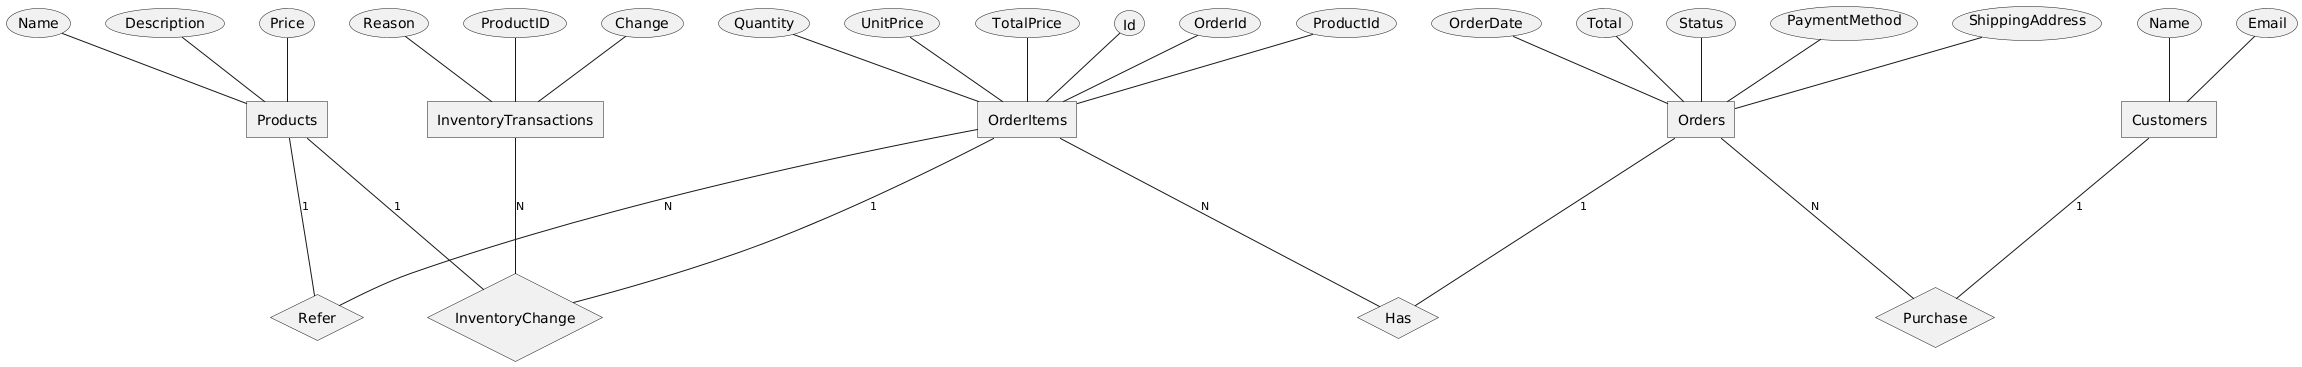 Name
Description
Price
Reason
ProductID
Change
Quantity
UnitPrice
TotalPrice
Id
OrderId
ProductId
OrderDate
Total
Status
PaymentMethod
ShippingAddress
Name
Email
Products
InventoryTransactions
OrderItems
Orders
Customers
1
1
N
N
1
N
1
N
1
Refer
InventoryChange
Has
Purchase